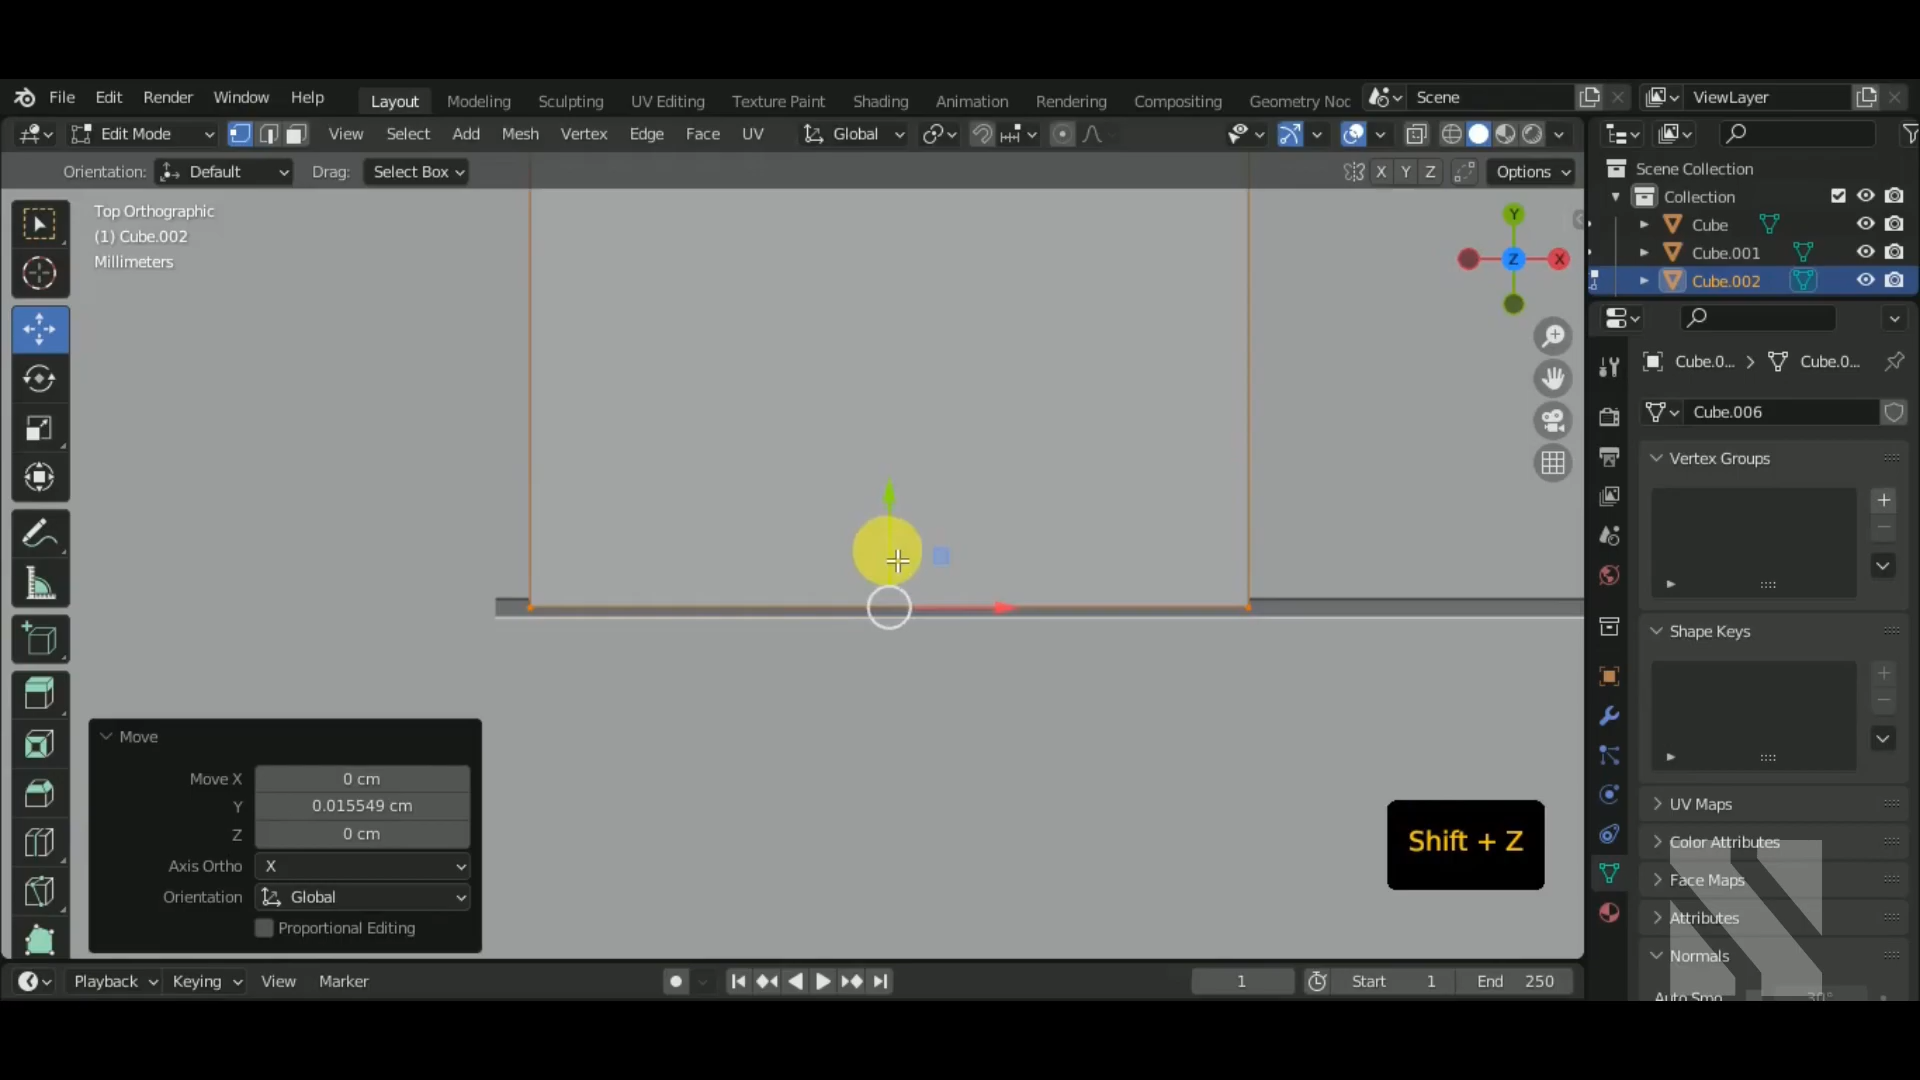 File Edit Render Window Help Layout Modeling Sculpting UV Editing Texture Paint Shading Animation Rendering Compositing Geometry Noc Scene ViewLayer
Edit Mode View Select Add Mesh Vertex Edge Face UV Global
Orientation: Default Drag: Select Box X Y Z Options
Scene Collection
Collection
Cube
Cube.001
Cube.002
Top Orthographic
(1) Cube.002
Millimeters
Y
Z X
Cube.0... > Cube.0...
Cube.006
Vertex Groups
Shape Keys
UV Maps
Color Attributes
Face Maps
Attributes
Normals
Auto Smo 30°
Move
Move X 0 cm
Y 0.015549 cm
Z 0 cm
Axis Ortho X
Orientation Global
Proportional Editing
Shift + Z
Playback Keying View Marker 1 Start 1 End 250